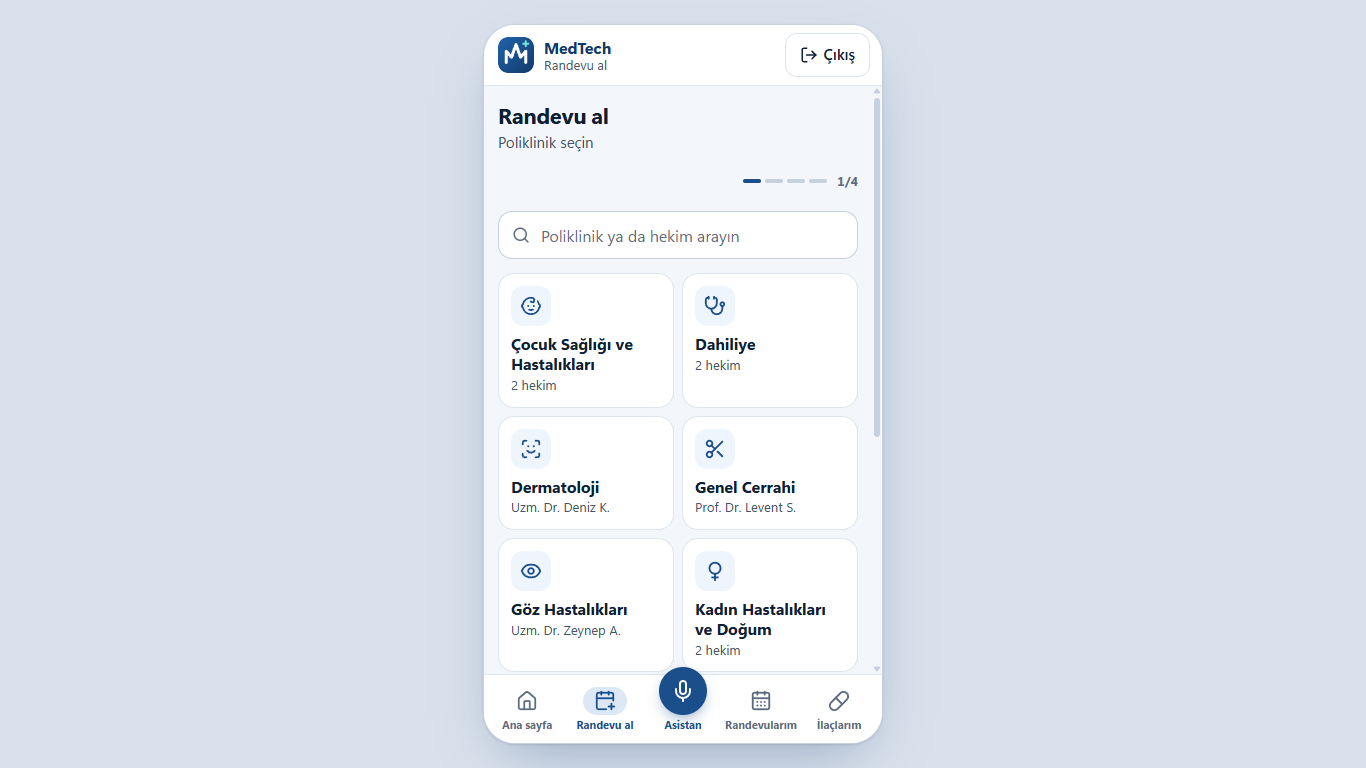 MedTech
Randevu al
Çıkış
Randevu al
Poliklinik seçin
1/4
Poliklinik ya da hekim arayın
Çocuk Sağlığı ve
Hastalıkları
2 hekim
Dahiliye
2 hekim
Dermatoloji
Uzm. Dr. Deniz K.
Genel Cerrahi
Prof. Dr. Levent S.
Göz Hastalıkları
Uzm. Dr. Zeynep A.
Kadın Hastalıkları
ve Doğum
2 hekim
Ana sayfa
Randevu al
Asistan
Randevularım
İlaçlarım